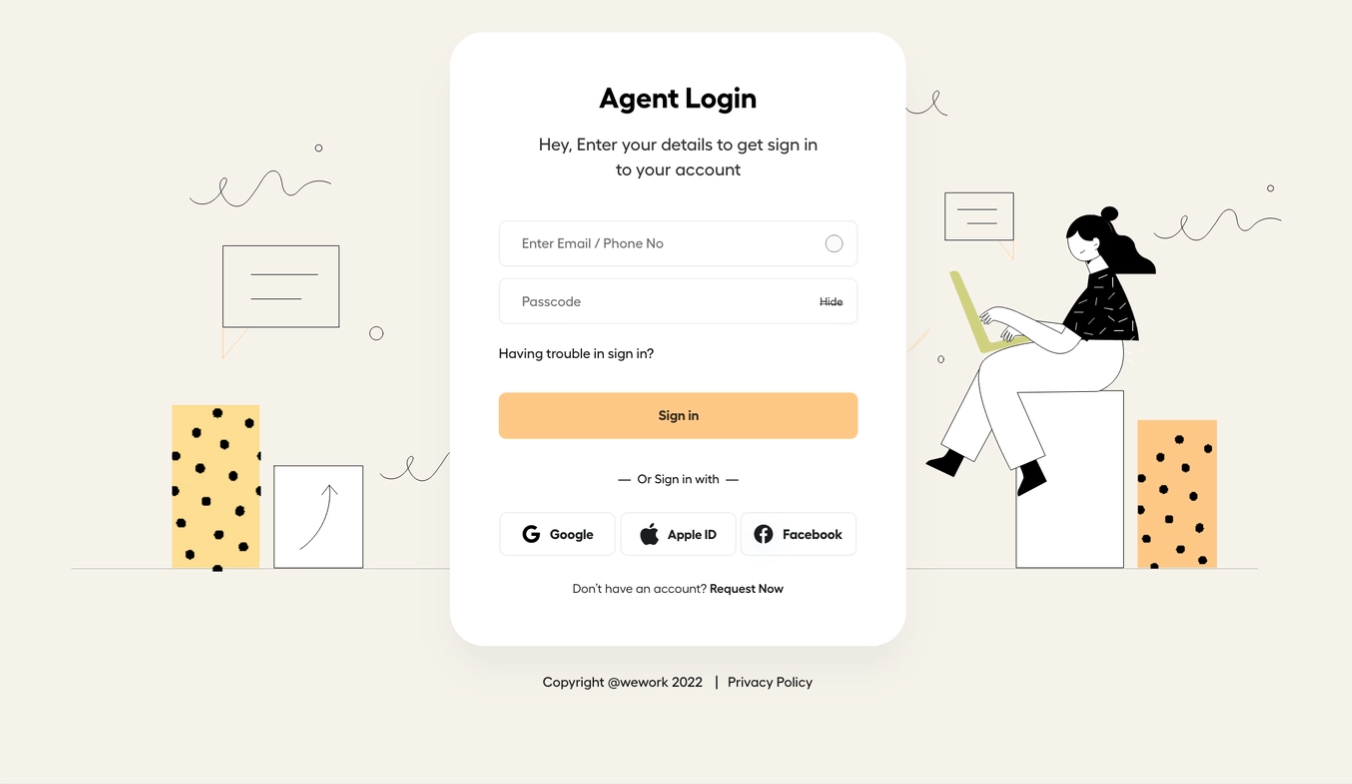 Agent Login
Hey, Enter your details to get sign in
to your account
Enter Email / Phone No
Passcode
Hide
Having trouble in sign in?
Sign in
— Or Sign in with —
Google
Apple ID
Facebook
Don't have an account? Request Now
Copyright @wework 2022 | Privacy Policy